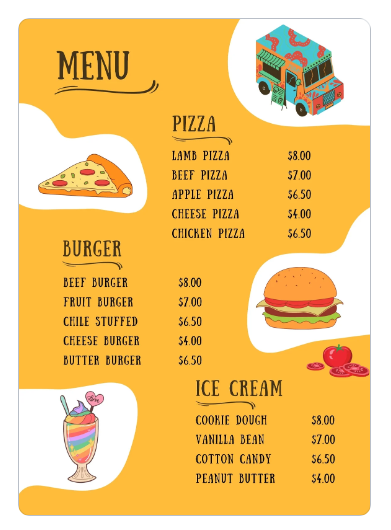 MENU
PIZZA
LAMB PIZZA $8.00
BEEF PIZZA $7.00
APPLE PIZZA $6.50
CHEESE PIZZA $4.00
CHICKEN PIZZA $6.50
BURGER
BEEF BURGER $8.00
FRUIT BURGER $7.00
CHILE STUFFED $6.50
CHEESE BURGER $4.00
BUTTER BURGER $6.50
ICE CREAM
COOKIE DOUGH $8.00
VANILLA BEAN $7.00
COTTON CANDY $6.50
PEANUT BUTTER $4.00